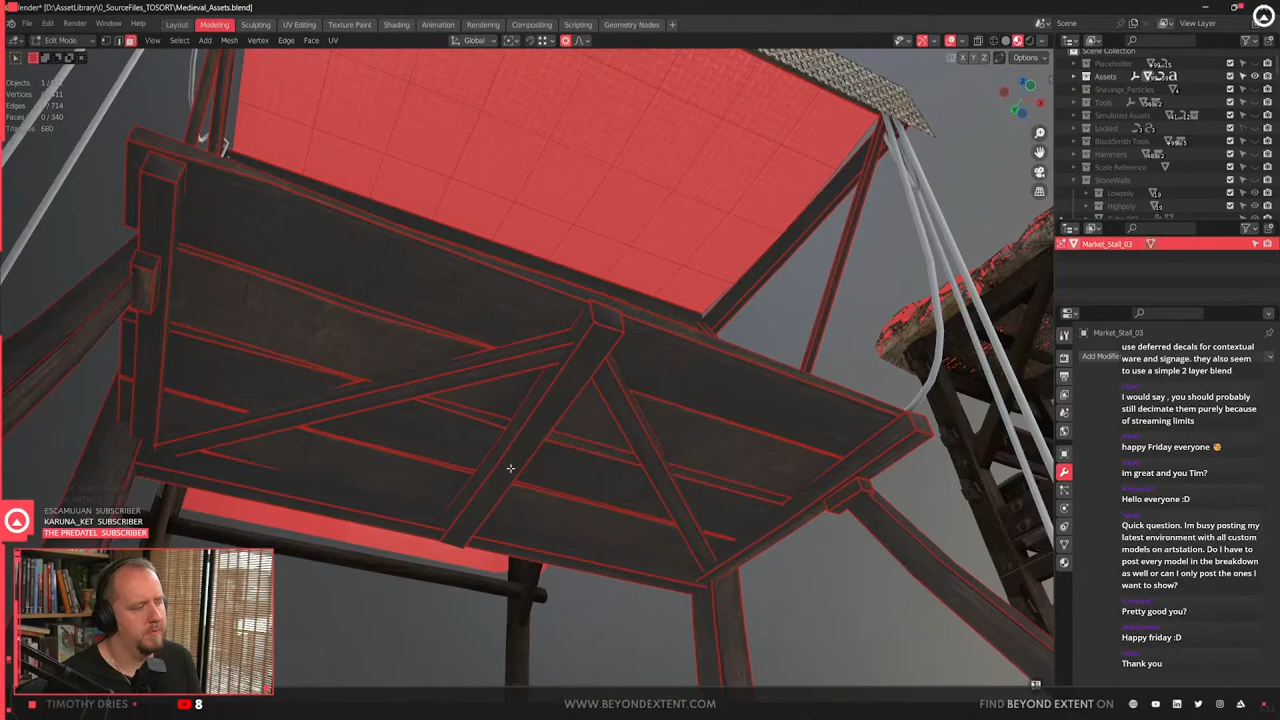 Blender* [D:\AssetLibrary\0_SourceFiles_TOSORT\Medieval_Assets.blend]
File Edit Render Window Help Layout Modeling Sculpting UV Editing Texture Paint Shading Animation Rendering Compositing Scripting Geometry Nodes + Scene View Layer
Edit Mode View Select Add Mesh Vertex Edge Face UV Global
X Y Z Options
Objects 1/
Vertices
Edges /714
Faces 0/340
Triangles 680
Scene Collection
Placeholder
Assets
Shavings_Particles
Tools
Simulated Assets
Locked
BlackSmith Tools
Hammers
Scale Reference
StoneWalls
Lowpoly
Highpoly
Market_Stall_03
Market_Stall_03
Add Modifie
use deferred decals for contextual
ware and signage. they also seem
to use a simple 2 layer blend
I would say , you should probably
still decimate them purely because
of streaming limits
happy Friday everyone
im great and you Tim?
Hello everyone :D
Quick question. Im busy posting my
latest environment with all custom
models on artstation. Do I have to
post every model in the breakdown
as well or can I only post the ones I
want to show?
Pretty good you?
Happy friday :D
Thank you
ESCAMIJUAN SUBSCRIBER
KARUNA_KET SUBSCRIBER
THE PREDATEL SUBSCRIBER
TIMOTHY DRIES 8 WWW.BEYONDEXTENT.COM FIND BEYOND EXTENT ON